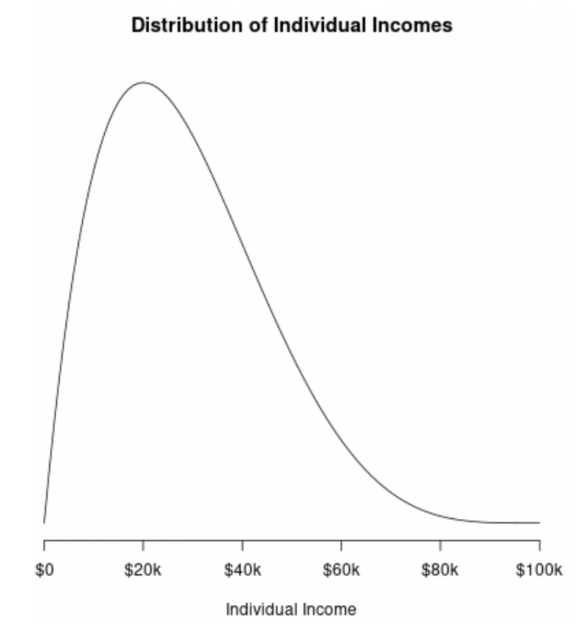 Distribution of Individual Incomes
$0 $20k $40k $60k $80k $100k
Individual Income